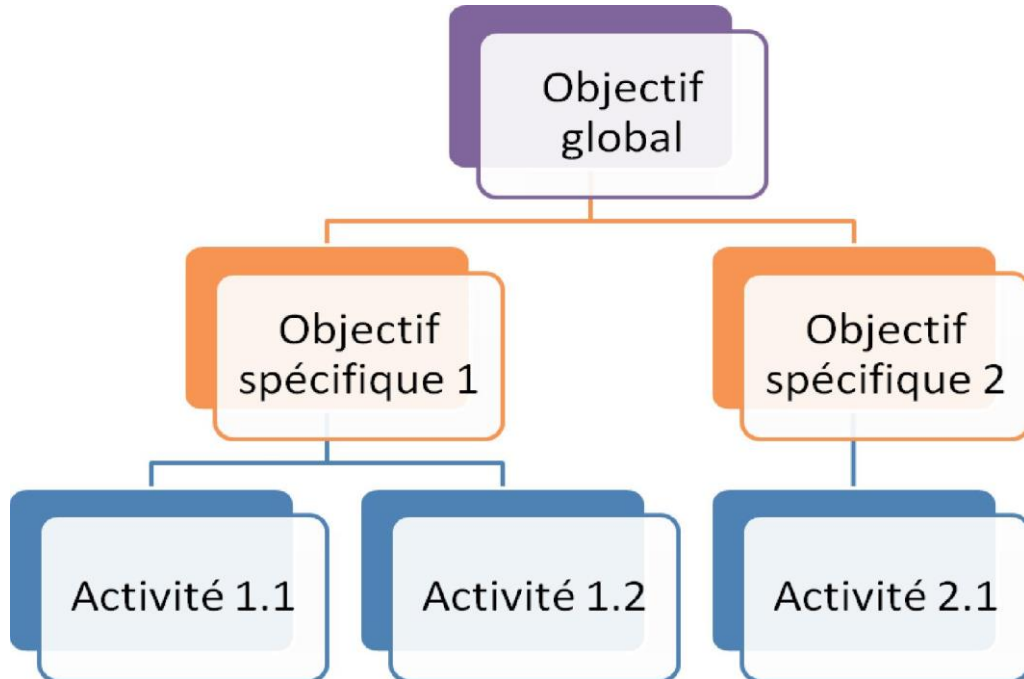 Objectif
global
Objectif
spécifique 1
Objectif
spécifique 2
Activité 1.1
Activité 1.2
Activité 2.1